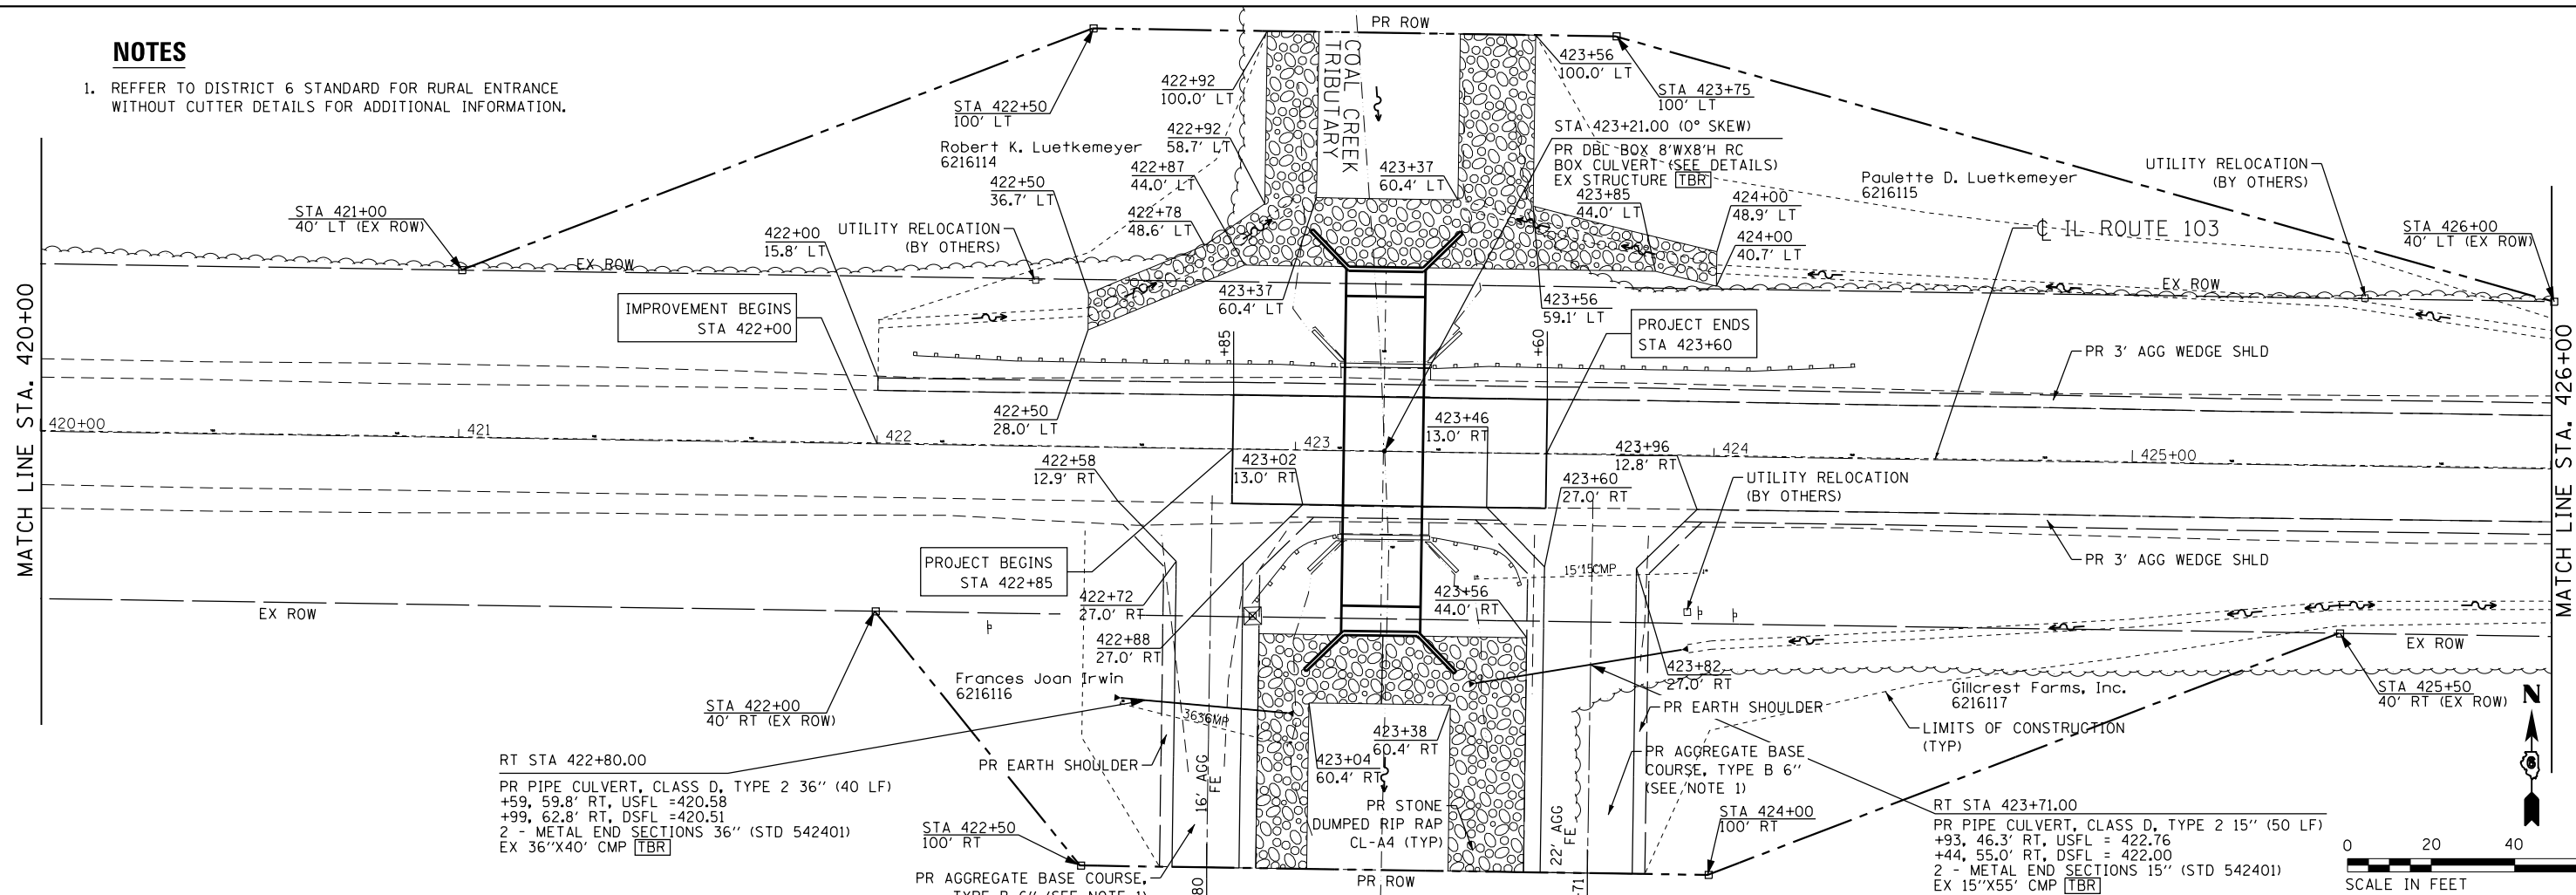 NOTES
1. REFFER TO DISTRICT 6 STANDARD FOR RURAL ENTRANCE
WITHOUT CUTTER DETAILS FOR ADDITIONAL INFORMATION.
PR ROW
COAL CREEK
TRIBUTARY
STA 422+50
100' LT
422+92
100.0' LT
422+92
58.7' LT
423+56
100.0' LT
STA 423+75
100' LT
STA 423+21.00 (0° SKEW)
PR DBL BOX 8'WX8'H RC
BOX CULVERT (SEE DETAILS)
EX STRUCTURE TBR
Robert K. Luetkemeyer
6216114
422+87
44.0' LT
422+50
36.7' LT
422+78
48.6' LT
423+37
60.4' LT
423+85
44.0' LT
Paulette D. Luetkemeyer
6216115
UTILITY RELOCATION
(BY OTHERS)
424+00
48.9' LT
424+00
40.7' LT
℄ IL ROUTE 103
STA 426+00
40' LT (EX ROW)
STA 421+00
40' LT (EX ROW)
422+00
15.8' LT
UTILITY RELOCATION
(BY OTHERS)
EX ROW
EX ROW
423+37
60.4' LT
423+56
59.1' LT
IMPROVEMENT BEGINS
STA 422+00
+85
+60
PROJECT ENDS
STA 423+60
PR 3' AGG WEDGE SHLD
MATCH LINE STA. 420+00
MATCH LINE STA. 426+00
422+50
28.0' LT
420+00
421
422
423
424
425+00
423+46
13.0' RT
422+58
12.9' RT
423+02
13.0' RT
423+96
12.8' RT
423+60
27.0' RT
UTILITY RELOCATION
(BY OTHERS)
PR 3' AGG WEDGE SHLD
PROJECT BEGINS
STA 422+85
15"15CMP
422+72
27.0' RT
422+88
27.0' RT
423+56
44.0' RT
EX ROW
EX ROW
423+82
27.0' RT
Frances Joan Irwin
6216116
STA 422+00
40' RT (EX ROW)
Gillcrest Farms, Inc.
6216117
STA 425+50
40' RT (EX ROW)
N
6
PR EARTH SHOULDER
LIMITS OF CONSTRUCTION
(TYP)
3636MP
423+38
60.4' RT
423+04
60.4' RT
PR EARTH SHOULDER
PR AGGREGATE BASE
COURSE, TYPE B 6"
(SEE NOTE 1)
16' AGG
FE
22' AGG
FE
PR STONE
DUMPED RIP RAP
CL-A4 (TYP)
RT STA 422+80.00
PR PIPE CULVERT, CLASS D, TYPE 2 36" (40 LF)
+59, 59.8' RT, USFL =420.58
+99, 62.8' RT, DSFL =420.51
2 - METAL END SECTIONS 36" (STD 542401)
EX 36"X40' CMP TBR
STA 422+50
100' RT
STA 424+00
100' RT
RT STA 423+71.00
PR PIPE CULVERT, CLASS D, TYPE 2 15" (50 LF)
+93, 46.3' RT, USFL = 422.76
+44, 55.0' RT, DSFL = 422.00
2 - METAL END SECTIONS 15" (STD 542401)
EX 15"X55' CMP TBR
PR AGGREGATE BASE COURSE,
TYPE B 6" (SEE NOTE 1)
80
71
PR ROW
0 20 40
SCALE IN FEET